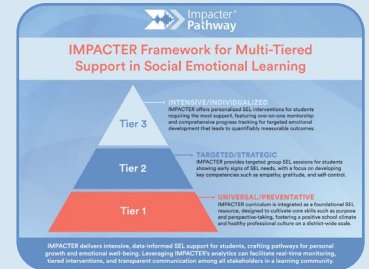 Impacter®
Pathway
IMPACTER Framework for Multi-Tiered
Support in Social Emotional Learning
INTENSIVE/INDIVIDUALIZED
IMPACTER offers personalized SEL interventions for students
requiring the most support, featuring one-on-one mentorship
and comprehensive progress tracking for targeted emotional
development that leads to quantifiably measurable outcomes.
Tier 3
TARGETED/STRATEGIC
IMPACTER provides targeted group SEL sessions for students
showing early signs of SEL needs, with a focus on developing
key competencies such as empathy, gratitude, and self-control.
Tier 2
UNIVERSAL/PREVENTATIVE
IMPACTER curriculum is integrated as a foundational SEL
resource, designed to cultivate core skills such as purpose
and perspective-taking, fostering a positive school climate
and healthy professional culture on a district-wide scale.
Tier 1
IMPACTER delivers intensive, data-informed SEL support for students, crafting pathways for personal
growth and emotional well-being. Leveraging IMPACTER's analytics can facilitate real-time monitoring,
tiered interventions, and transparent communication among all stakeholders in a learning community.